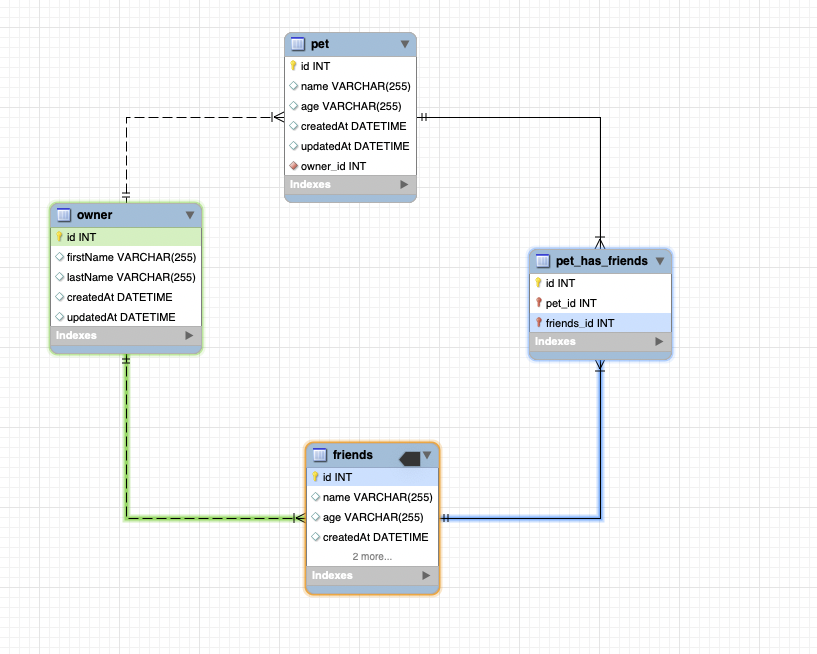 pet
id INT
name VARCHAR(255)
age VARCHAR(255)
createdAt DATETIME
updatedAt DATETIME
owner_id INT
Indexes
owner
id INT
firstName VARCHAR(255)
lastName VARCHAR(255)
createdAt DATETIME
updatedAt DATETIME
Indexes
pet_has_friends
id INT
pet_id INT
friends_id INT
Indexes
friends
id INT
name VARCHAR(255)
age VARCHAR(255)
createdAt DATETIME
2 more...
Indexes